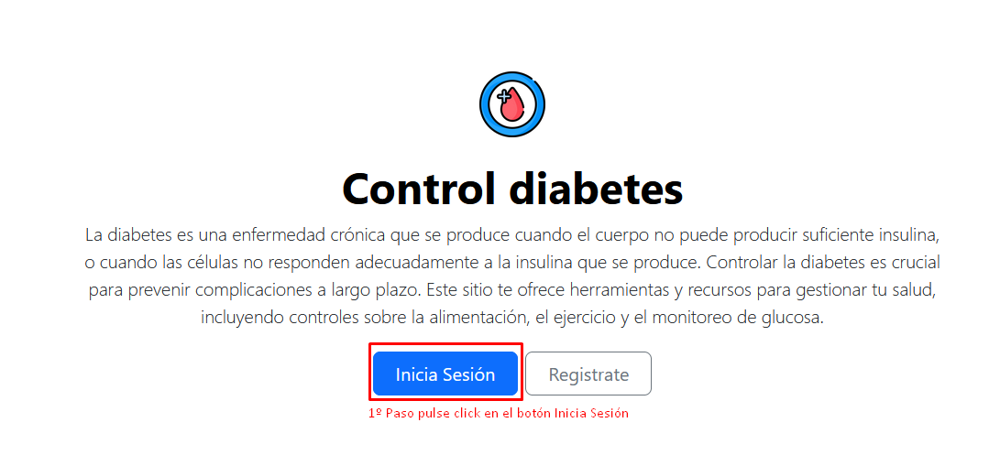 Control diabetes
La diabetes es una enfermedad crónica que se produce cuando el cuerpo no puede producir suficiente insulina,
o cuando las células no responden adecuadamente a la insulina que se produce. Controlar la diabetes es crucial
para prevenir complicaciones a largo plazo. Este sitio te ofrece herramientas y recursos para gestionar tu salud,
incluyendo controles sobre la alimentación, el ejercicio y el monitoreo de glucosa.
Inicia Sesión
Registrate
1º Paso pulse click en el botón Inicia Sesión